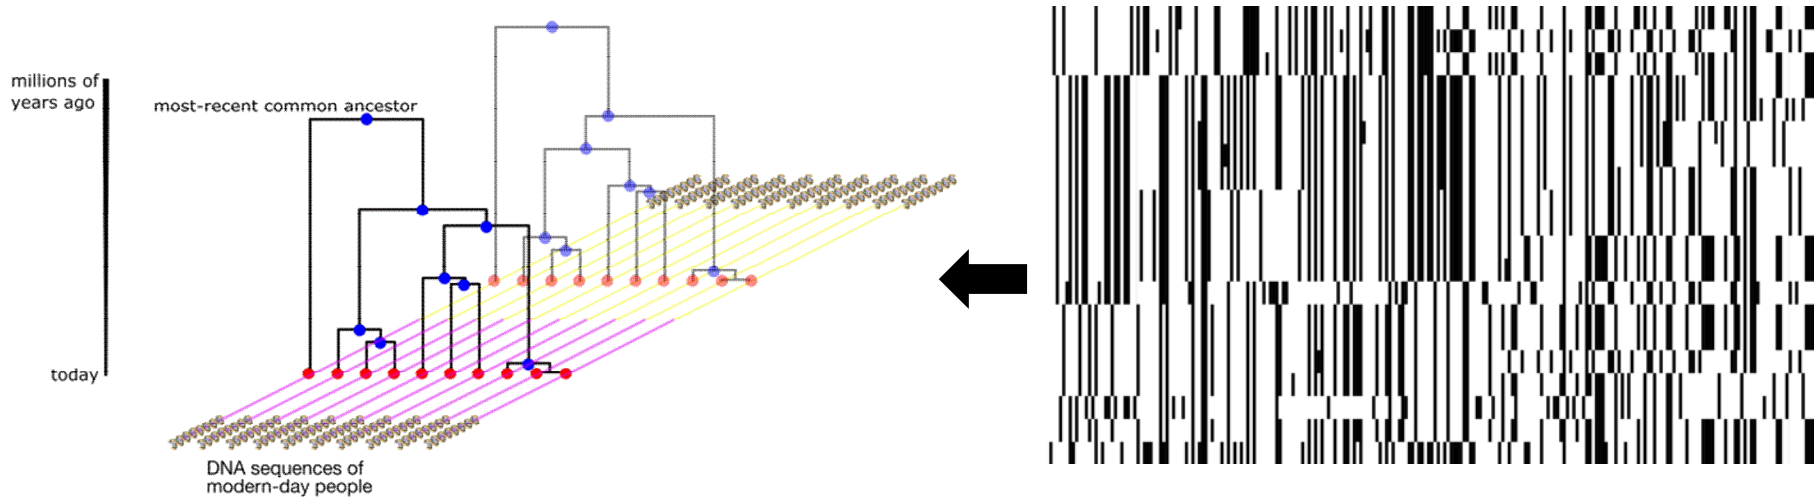 millions of
years ago
most-recent common ancestor
today
DNA sequences of
modern-day people